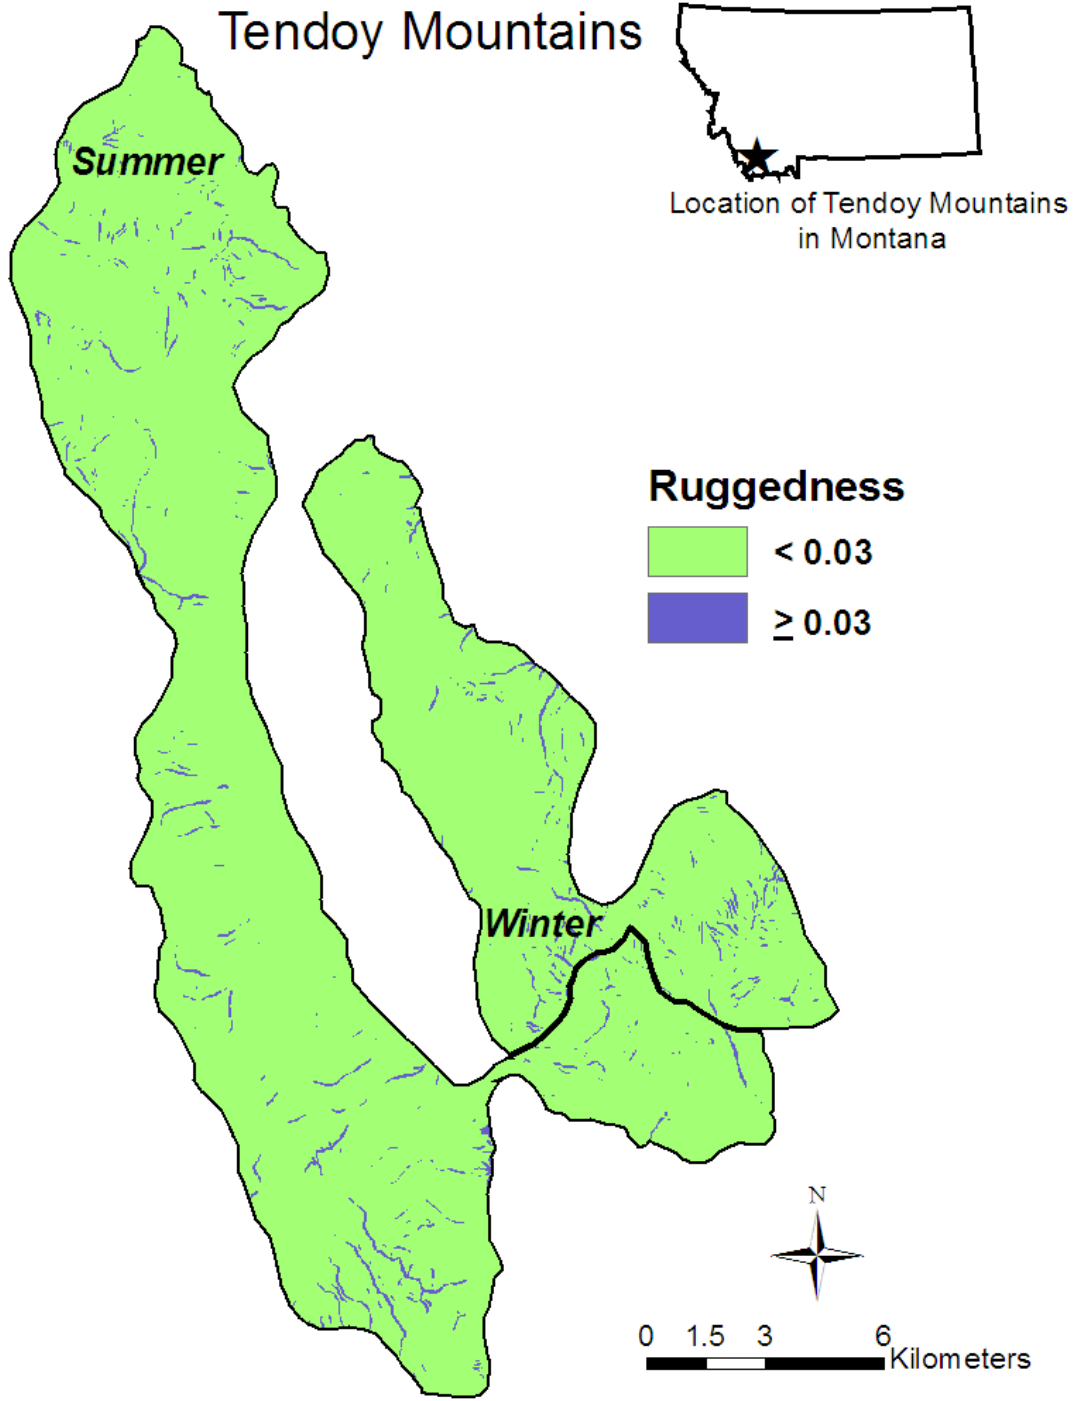 Tendoy Mountains
Location of Tendoy Mountains
in Montana
Summer
Ruggedness
< 0.03
≥ 0.03
Winter
N
0 1.5 3 6
Kilometers